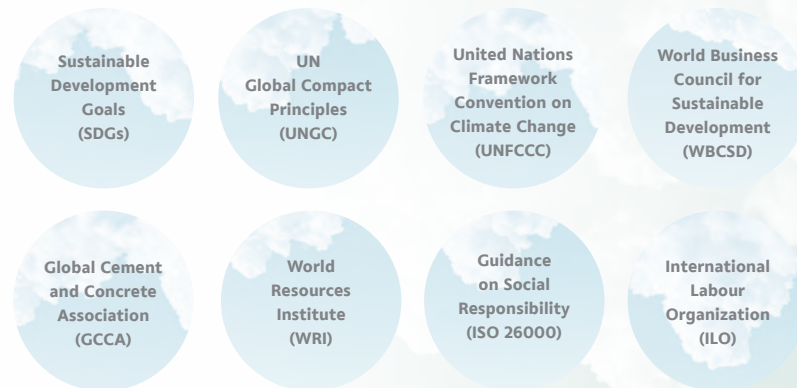 Sustainable
Development
Goals
(SDGs)
UN
Global Compact
Principles
(UNGC)
United Nations
Framework
Convention on
Climate Change
(UNFCCC)
World Business
Council for
Sustainable
Development
(WBCSD)
Global Cement
and Concrete
Association
(GCCA)
World
Resources
Institute
(WRI)
Guidance
on Social
Responsibility
(ISO 26000)
International
Labour
Organization
(ILO)